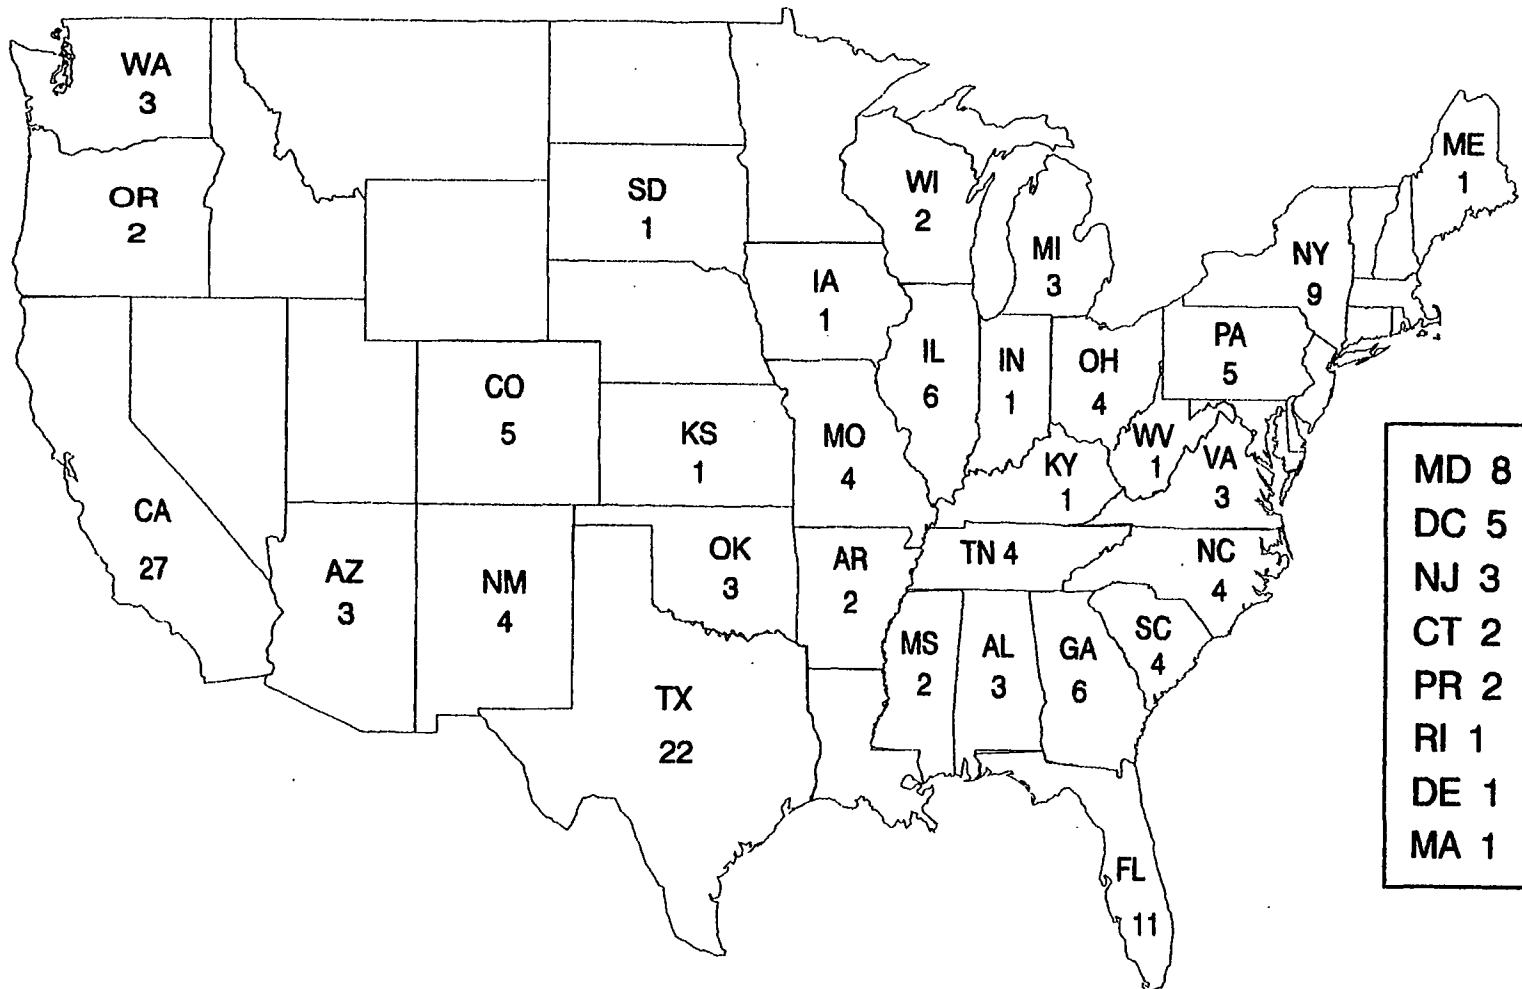 WA
3
OR
2
CA
27
AZ
3
NM
4
CO
5
SD
1
KS
1
OK
3
TX
22
IA
1
MO
4
AR
2
WI
2
IL
6
MI
3
IN
1
OH
4
KY
1
TN 4
MS
2
AL
3
GA
6
FL
11
SC
4
NC
4
VA
3
WV
1
PA
5
NY
9
ME
1
MD 8
DC 5
NJ 3
CT 2
PR 2
RI 1
DE 1
MA 1